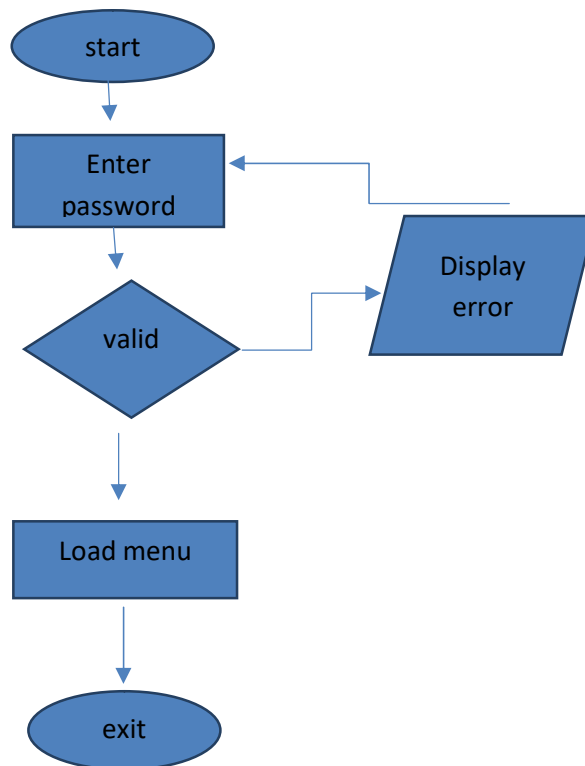 start
Enter
password
Display
error
valid
Load menu
exit